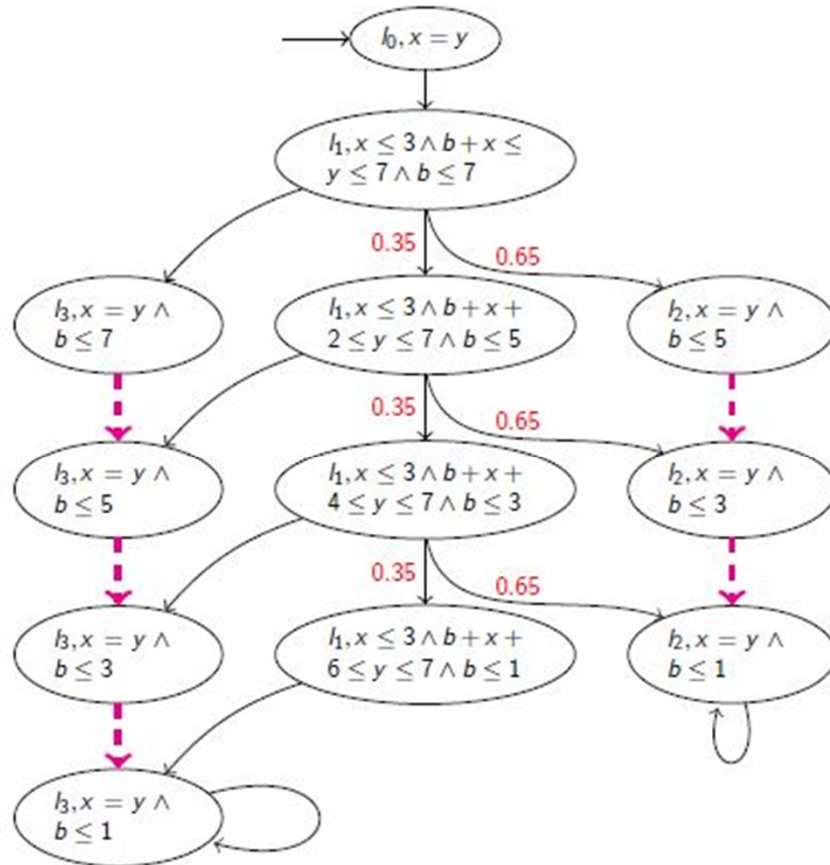 l₀, x = y
l₁, x ≤ 3 ∧ b + x ≤
y ≤ 7 ∧ b ≤ 7
0.35
0.65
l₃, x = y ∧
b ≤ 7
l₁, x ≤ 3 ∧ b + x +
2 ≤ y ≤ 7 ∧ b ≤ 5
l₂, x = y ∧
b ≤ 5
0.35
0.65
l₃, x = y ∧
b ≤ 5
l₁, x ≤ 3 ∧ b + x +
4 ≤ y ≤ 7 ∧ b ≤ 3
l₂, x = y ∧
b ≤ 3
0.35
0.65
l₃, x = y ∧
b ≤ 3
l₁, x ≤ 3 ∧ b + x +
6 ≤ y ≤ 7 ∧ b ≤ 1
l₂, x = y ∧
b ≤ 1
l₃, x = y ∧
b ≤ 1